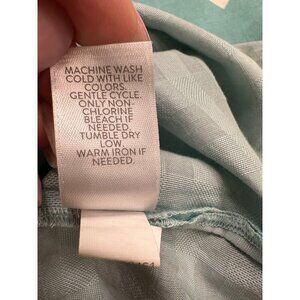 MACHINE WASH
COLD WITH LIKE
COLORS.
GENTLE CYCLE.
ONLY NON-
CHLORINE
BLEACH IF
NEEDED.
TUMBLE DRY
LOW.
WARM IRON IF
NEEDED.